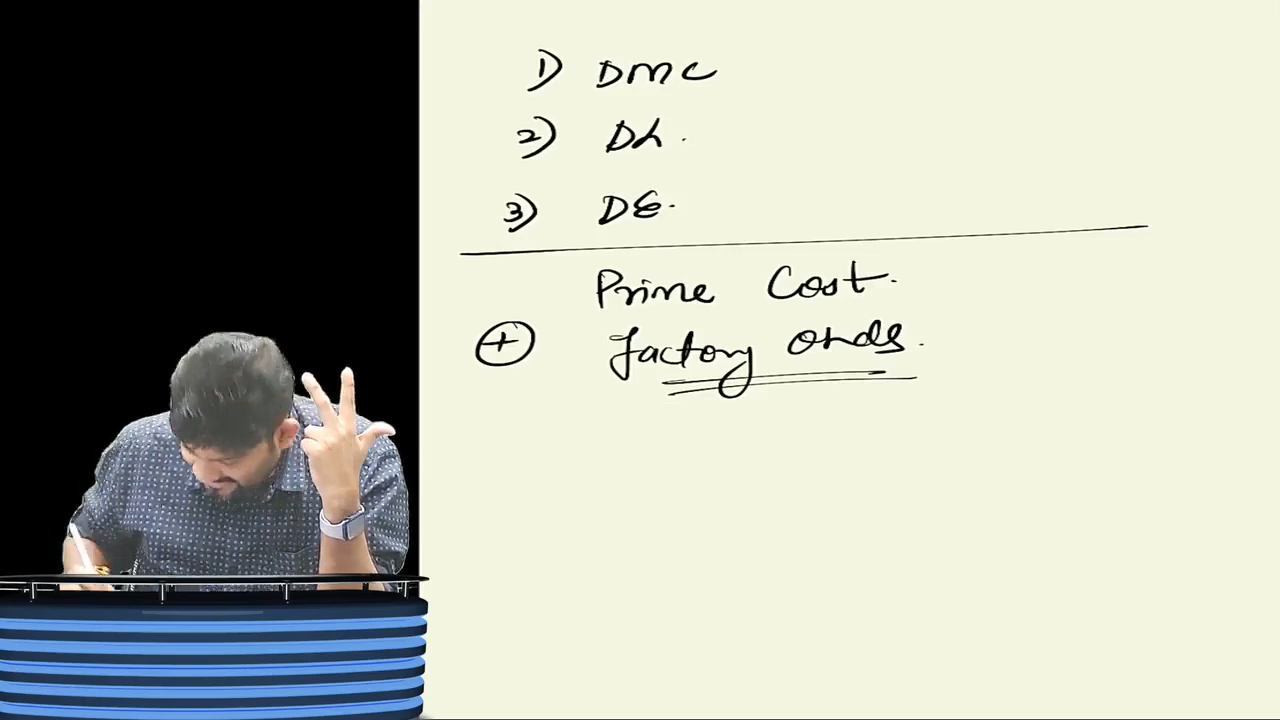 1) DMC
2) DL.
3) DE.
Prime Cost.
+ factory OHDS.